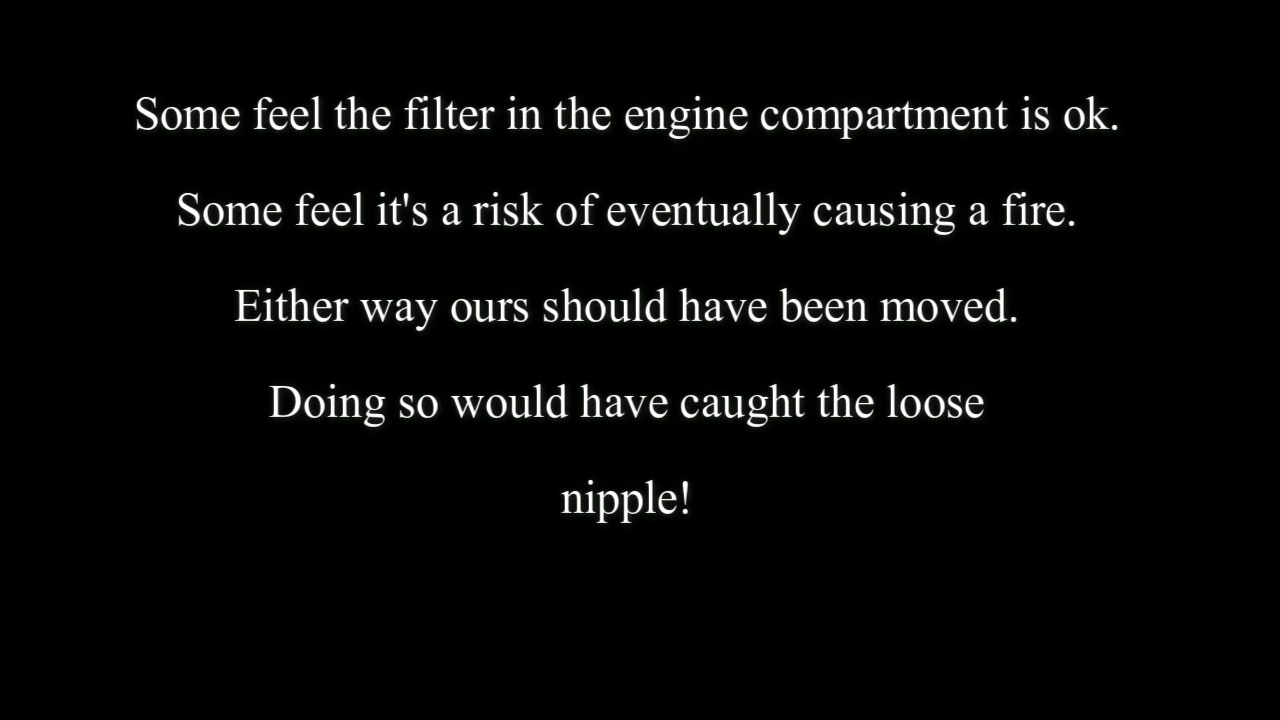 Some feel the filter in the engine compartment is ok.
Some feel it's a risk of eventually causing a fire.
Either way ours should have been moved.
Doing so would have caught the loose
nipple!